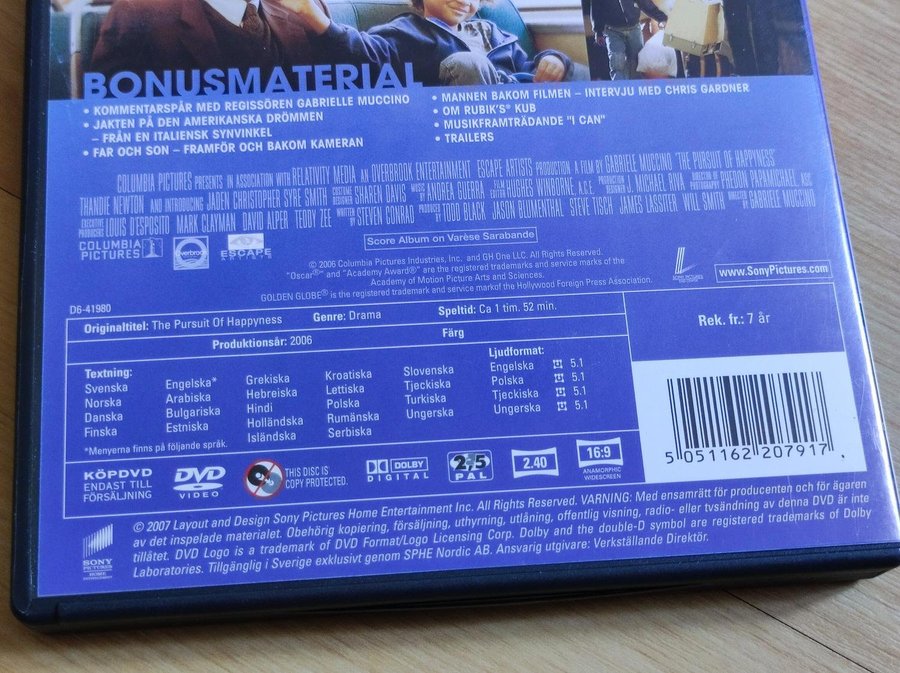 BONUSMATERIAL
• KOMMENTARSPÅR MED REGISSÖREN GABRIELLE MUCCINO
• JAKTEN PÅ DEN AMERIKANSKA DRÖMMEN
– FRÅN EN ITALIENSK SYNVINKEL
• FAR OCH SON – FRAMFÖR OCH BAKOM KAMERAN
• MANNEN BAKOM FILMEN – INTERVJU MED CHRIS GARDNER
• OM RUBIK'S® KUB
• MUSIKFRAMTRÄDANDE "I CAN"
• TRAILERS
COLUMBIA PICTURES PRESENTS IN ASSOCIATION WITH RELATIVITY MEDIA AN OVERBROOK ENTERTAINMENT ESCAPE ARTISTS PRODUCTION A FILM BY GABRIELE MUCCINO "THE PURSUIT OF HAPPYNESS"
THANDIE NEWTON AND INTRODUCING JADEN CHRISTOPHER SYRE SMITH COSTUME DESIGNER SHAREN DAVIS MUSIC BY ANDREA GUERRA FILM EDITOR HUGHES WINBORNE, A.C.E. PRODUCTION DESIGNER J. MICHAEL RIVA DIRECTOR OF PHOTOGRAPHY PHEDON PAPAMICHAEL, ASC
EXECUTIVE PRODUCERS LOUIS D'ESPOSITO MARK CLAYMAN DAVID ALPER TEDDY ZEE WRITTEN BY STEVEN CONRAD PRODUCED BY TODD BLACK JASON BLUMENTHAL STEVE TISCH JAMES LASSITER WILL SMITH DIRECTED BY GABRIELE MUCCINO
COLUMBIA PICTURES
Overbrook
ESCAPE
Score Album on Varèse Sarabande
© 2006 Columbia Pictures Industries, Inc. and GH One LLC. All Rights Reserved.
"Oscar®" and "Academy Award®" are the registered trademarks and service marks of the
Academy of Motion Picture Arts and Sciences.
GOLDEN GLOBE® is the registered trademark and service mark of the Hollywood Foreign Press Association.
SONY PICTURES
www.SonyPictures.com
D6-41980
Originaltitel: The Pursuit Of Happyness Genre: Drama Speltid: Ca 1 tim. 52 min.
Produktionsår: 2006 Färg
Rek. fr.: 7 år
Textning:
Svenska
Norska
Danska
Finska
Engelska*
Arabiska
Bulgariska
Estniska
Grekiska
Hebreiska
Hindi
Holländska
Isländska
Kroatiska
Lettiska
Polska
Rumänska
Serbiska
Slovenska
Tjeckiska
Turkiska
Ungerska
Ljudformat:
Engelska 5.1
Polska 5.1
Tjeckiska 5.1
Ungerska 5.1
*Menyerna finns på följande språk.
5 051162 207917
KÖPDVD
ENDAST TILL
FÖRSÄLJNING
DVD
VIDEO
THIS DISC IS
COPY PROTECTED.
DOLBY
DIGITAL
2,5
PAL
2.40
16:9
ANAMORPHIC
WIDESCREEN
SONY
PICTURES
HOME
ENTERTAINMENT
© 2007 Layout and Design Sony Pictures Home Entertainment Inc. All Rights Reserved. VARNING: Med ensamrätt för producenten och för ägaren
av det inspelade materialet. Obehörig kopiering, försäljning, uthyrning, utlåning, offentlig visning, radio- eller tvsändning av denna DVD är inte
tillåtet. DVD Logo is a trademark of DVD Format/Logo Licensing Corp. Dolby and the double-D symbol are registered trademarks of Dolby
Laboratories. Tillgänglig i Sverige exklusivt genom SPHE Nordic AB. Ansvarig utgivare: Verkställande Direktör.